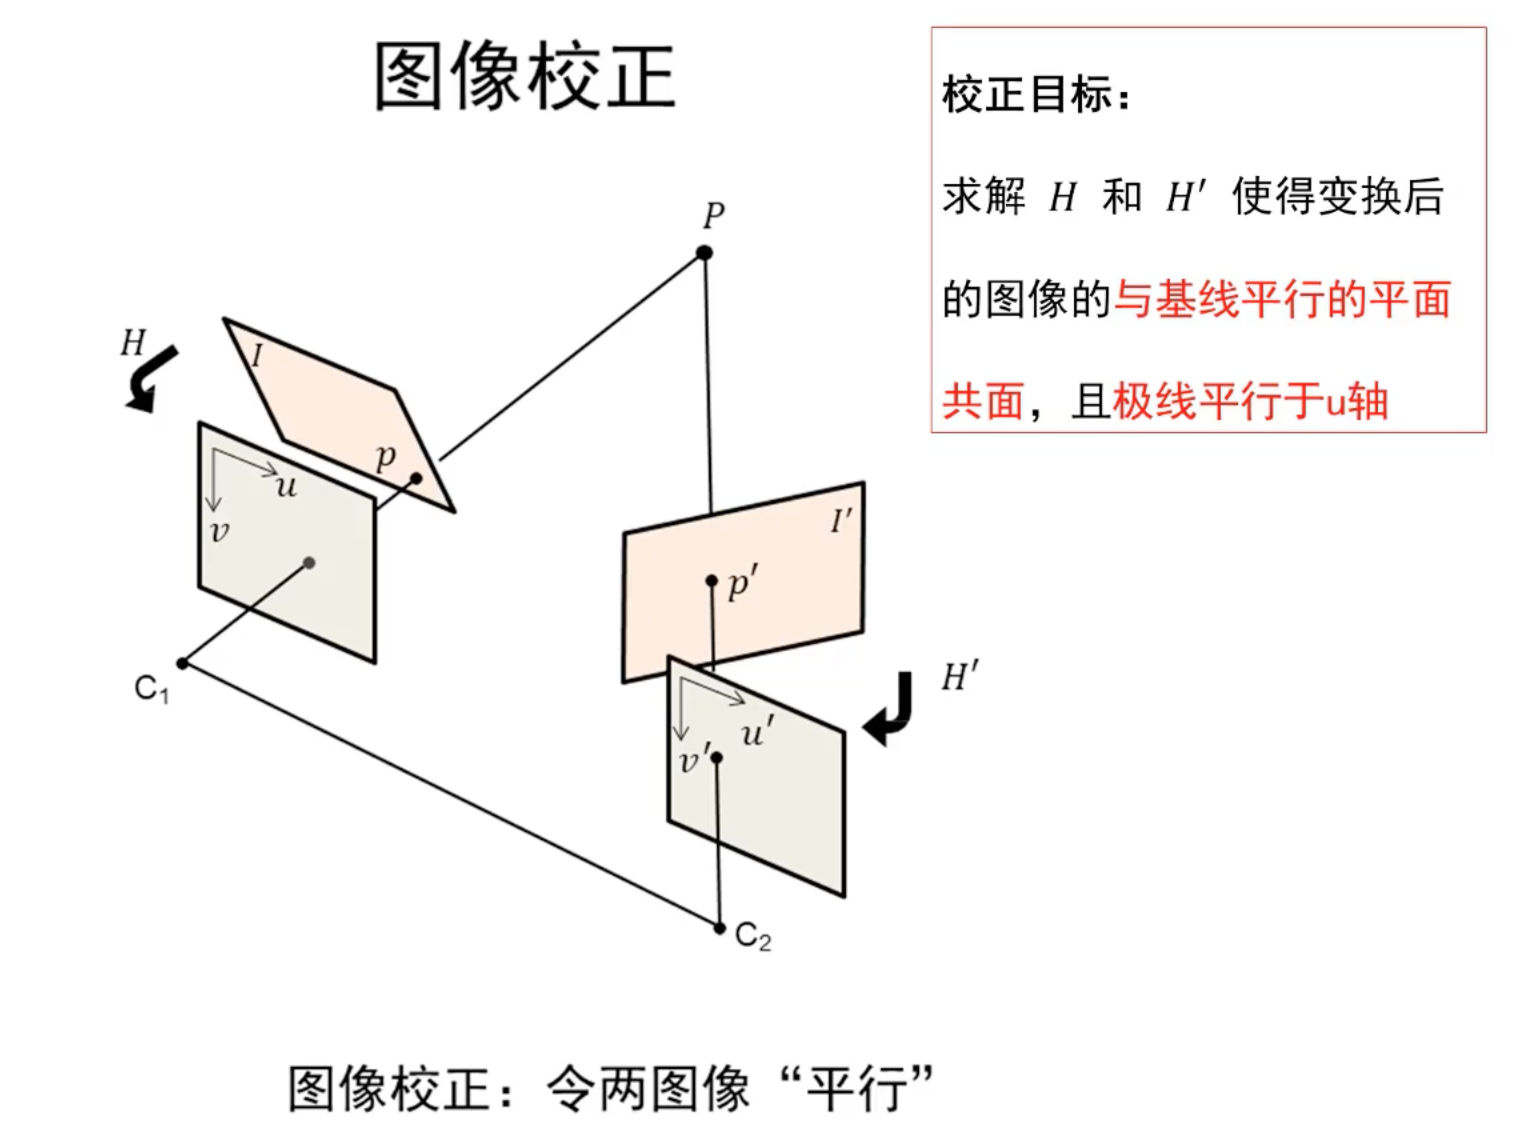 图像校正
校正目标：
求解 H 和 H′ 使得变换后
的图像的与基线平行的平面
共面，且极线平行于u轴
P
H
I
p
u
v
I′
p′
C₁
H′
u′
v′
C₂
图像校正：令两图像“平行”